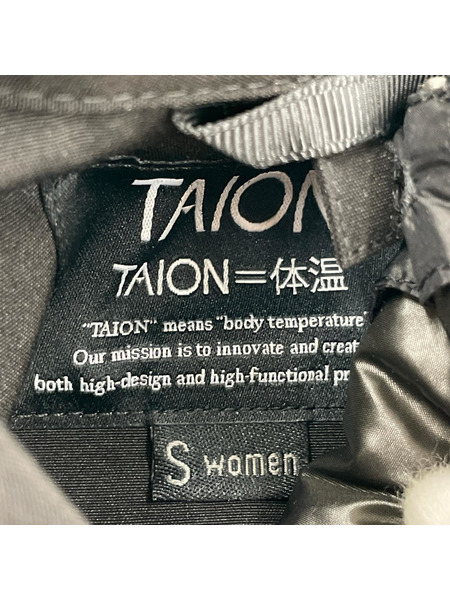 TAION
TAION=体温
"TAION" means "body temperature"
Our mission is to innovate and creat
both high-design and high-functional pr
S women